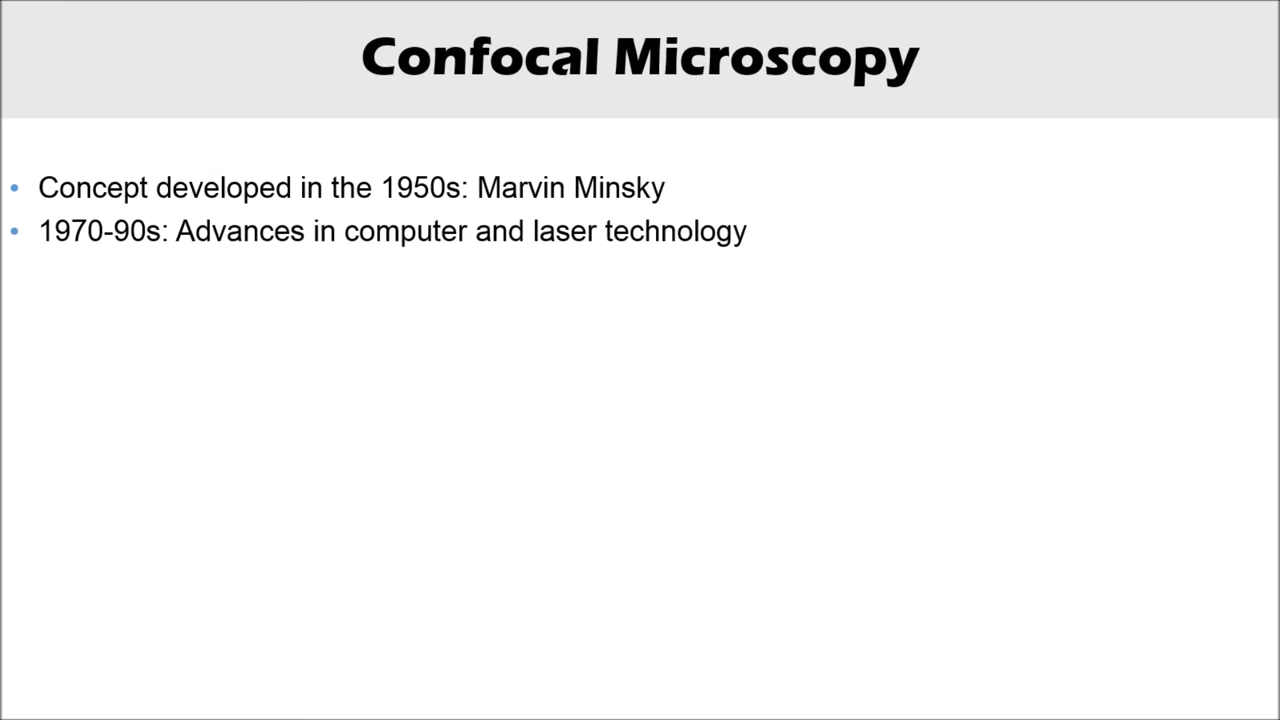 Confocal Microscopy
• Concept developed in the 1950s: Marvin Minsky
• 1970-90s: Advances in computer and laser technology